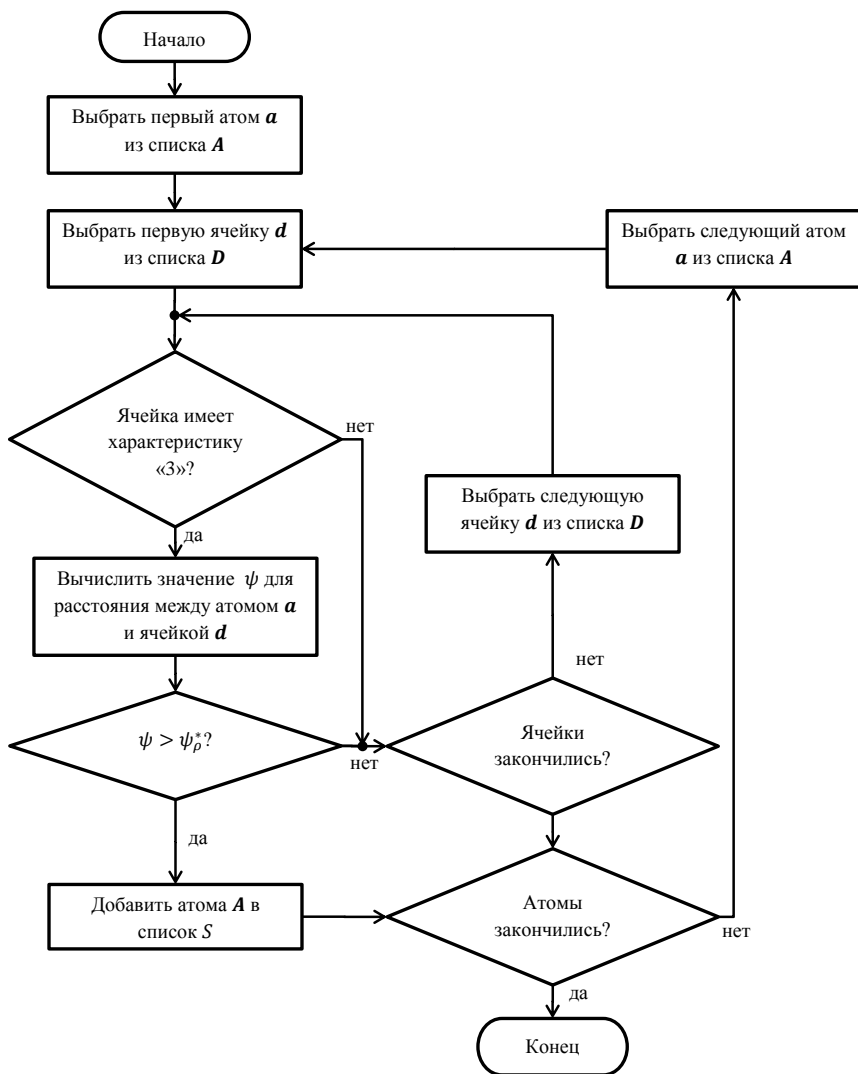 Начало
Выбрать первый атом a
из списка A
Выбрать первую ячейку d
из списка D
Выбрать следующий атом
a из списка A
Ячейка имеет
характеристику
«3»?
нет
да
Выбрать следующую
ячейку d из списка D
Вычислить значение ψ для
расстояния между атомом a
и ячейкой d
нет
ψ > ψ*ρ?
нет
Ячейки
закончились?
да
Добавить атома A в
список S
Атомы
закончились?
нет
да
Конец